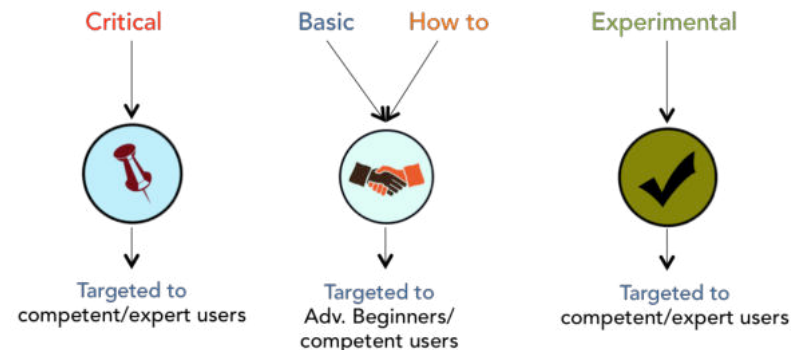 Critical
Basic
How to
Experimental
Targeted to
competent/expert users
Targeted to
Adv. Beginners/
competent users
Targeted to
competent/expert users